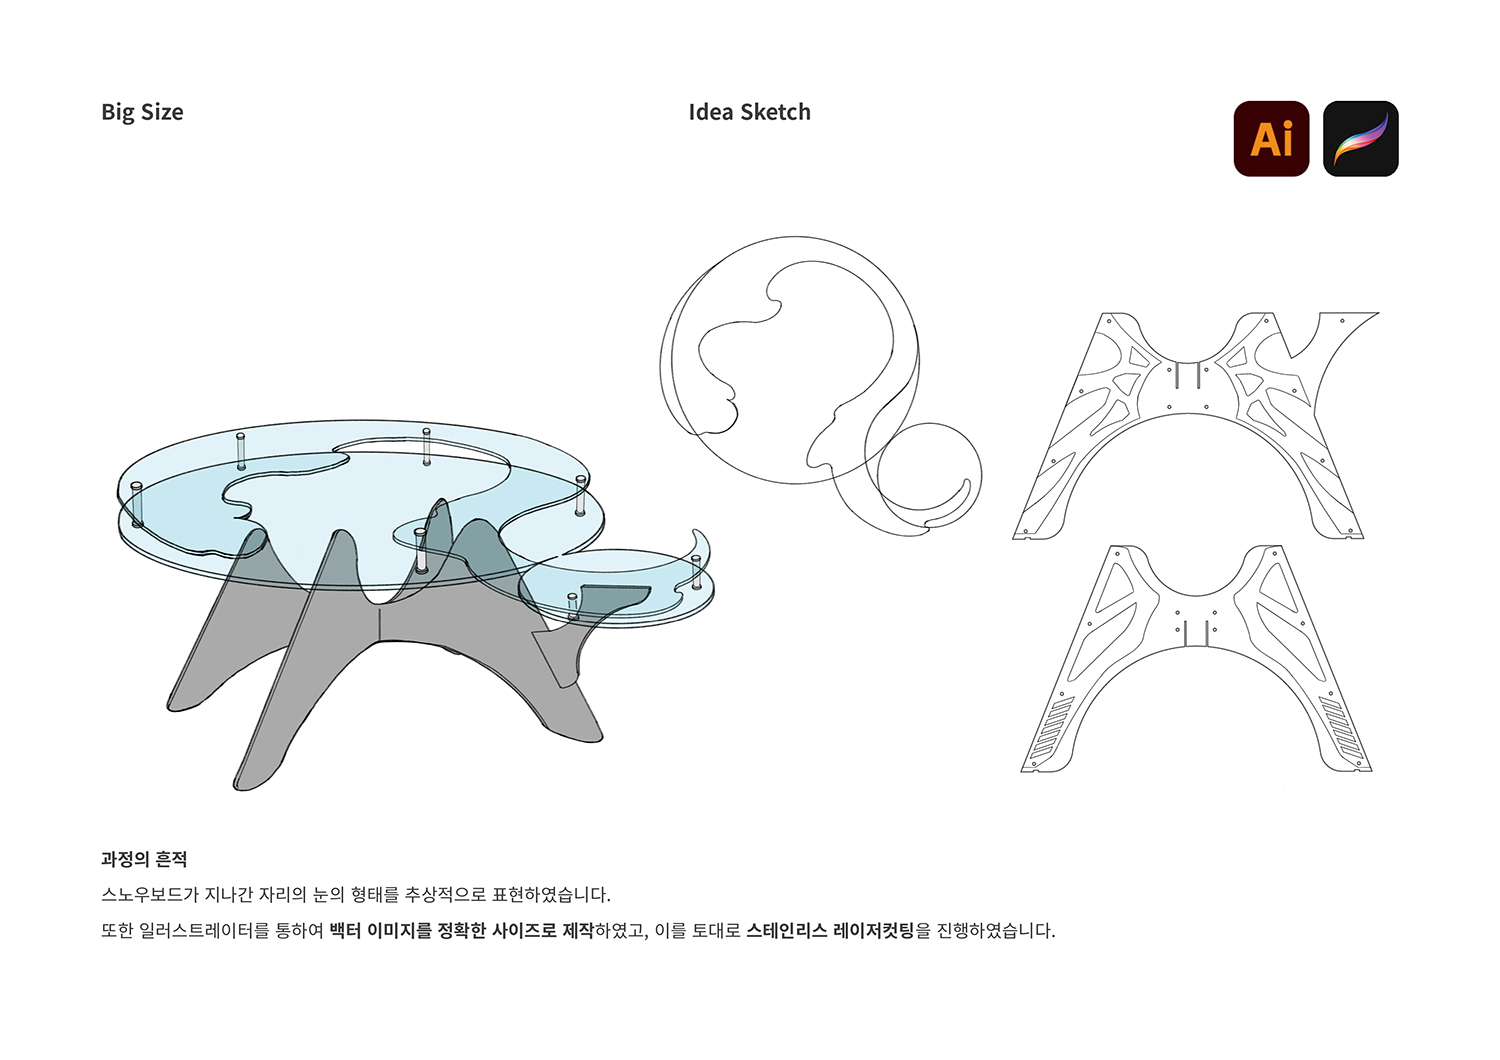 Big Size
Idea Sketch
Ai
과정의 흔적
스노우보드가 지나간 자리의 눈의 형태를 추상적으로 표현하였습니다.
또한 일러스트레이터를 통하여 백터 이미지를 정확한 사이즈로 제작하였고, 이를 토대로 스테인리스 레이저컷팅을 진행하였습니다.